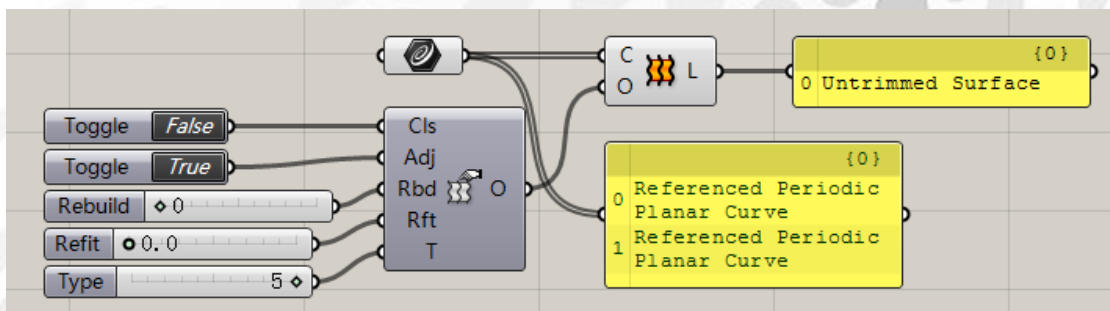 C
O
L
{0}
0 Untrimmed Surface
Toggle False
Toggle True
Rebuild 0
Refit 0.0
Type 5
Cls
Adj
Rbd
Rft
T
O
{0}
0 Referenced Periodic
Planar Curve
1 Referenced Periodic
Planar Curve